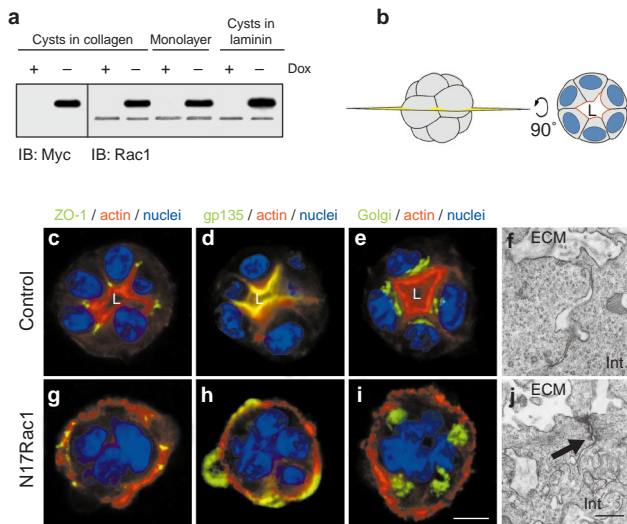 a
Cysts in collagen
Monolayer
Cysts in
laminin
+ – + – + – + – Dox
IB: Myc
IB: Rac1
b
L
90°
ZO-1 / actin / nuclei
gp135 / actin / nuclei
Golgi / actin / nuclei
Control
c
L
d
L
e
L
f
ECM
Int.
N17Rac1
g
h
i
j
ECM
Int.